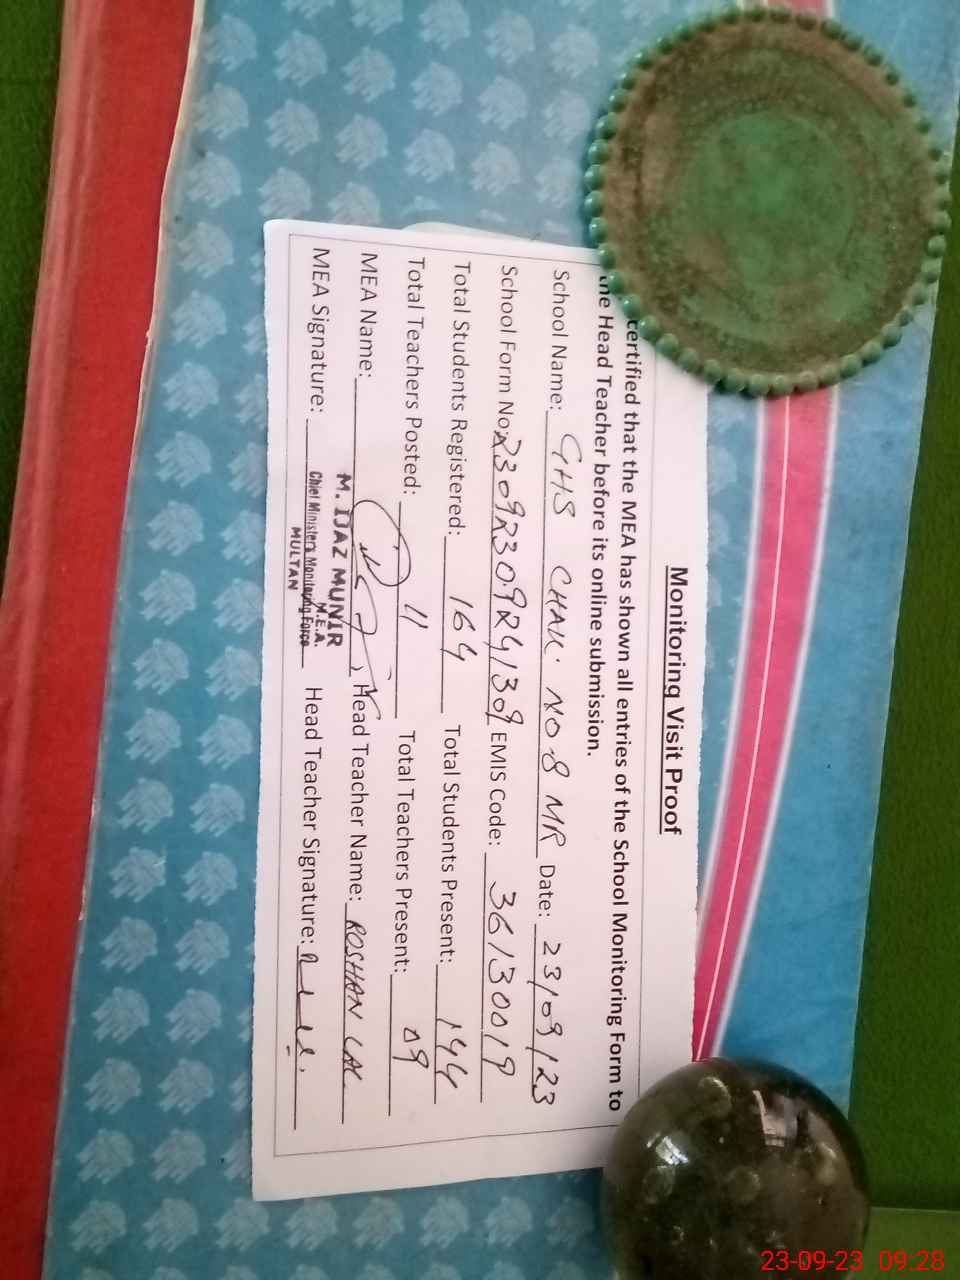 Monitoring Visit Proof
certified that the MEA has shown all entries of the School Monitoring Form to
the Head Teacher before its online submission.
School Name: GHS CHAK NO 8 MR Date: 23/09/23
School Form No: EMIS Code: 36130019
Total Students Registered: 164 Total Students Present: 144
Total Teachers Posted: 11 Total Teachers Present: 09
MEA Name: Head Teacher Name: ROSHAN LAL
MEA Signature: Head Teacher Signature:
M. IJAZ MUNIR
M.E.A.
Chief Minister's Monitoring Force
MULTAN
23-09-23 09:28